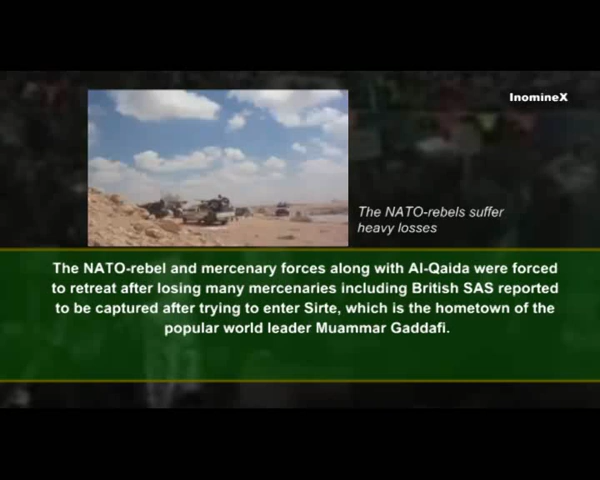 InomineX
The NATO-rebels suffer
heavy losses
The NATO-rebel and mercenary forces along with Al-Qaida were forced
to retreat after losing many mercenaries including British SAS reported
to be captured after trying to enter Sirte, which is the hometown of the
popular world leader Muammar Gaddafi.